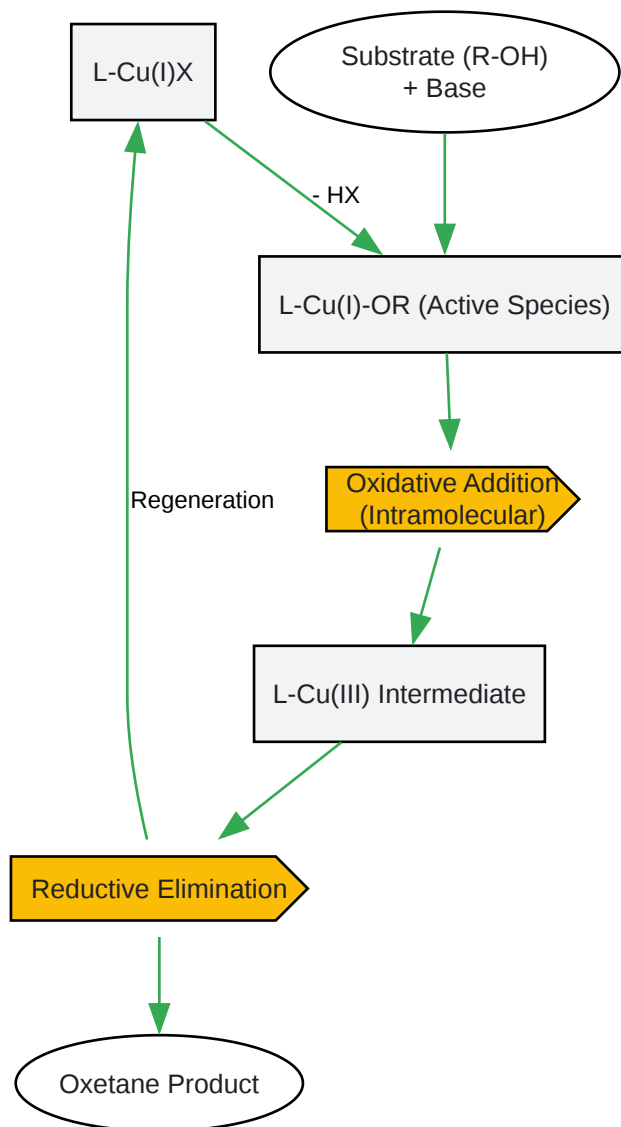 L-Cu(I)X
Substrate (R-OH)
+ Base
- HX
L-Cu(I)-OR (Active Species)
Oxidative Addition
(Intramolecular)
Regeneration
L-Cu(III) Intermediate
Reductive Elimination
Oxetane Product